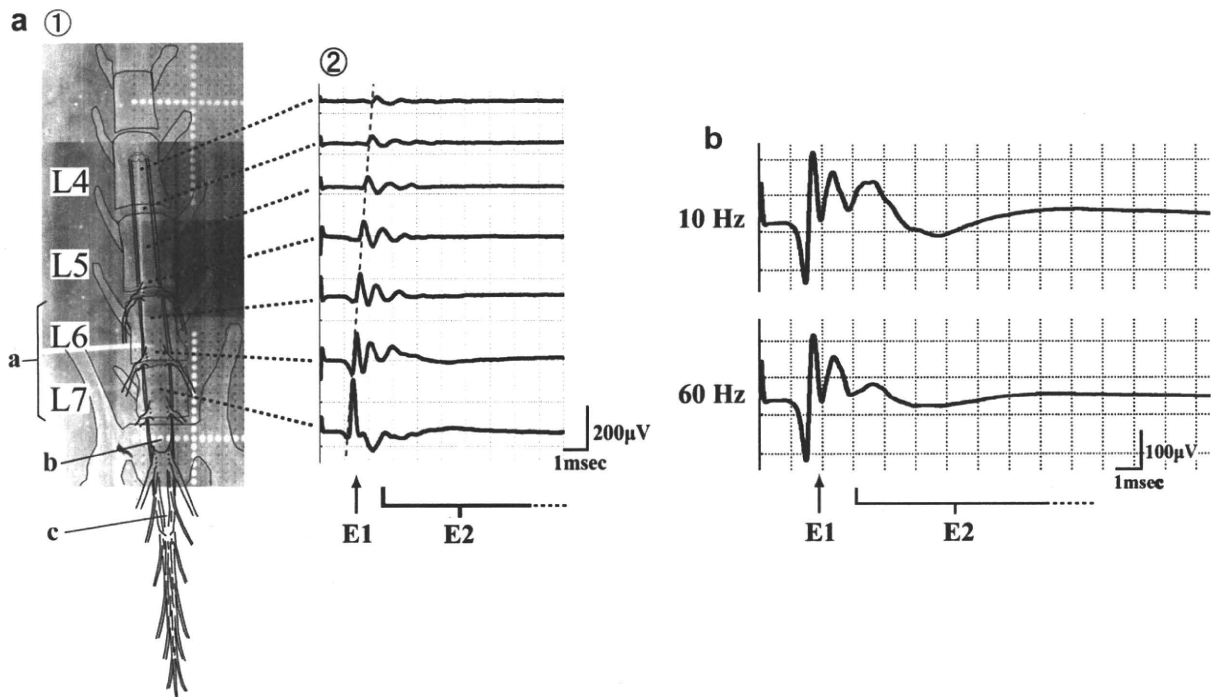 a ①
②
L4
L5
L6
L7
a
b
c
200μV
1msec
E1
E2
b
10 Hz
60 Hz
100μV
1msec
E1
E2